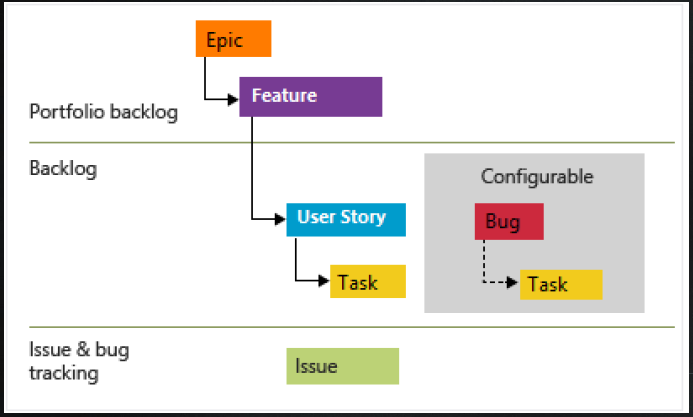 Epic
Feature
Portfolio backlog
Backlog
Configurable
User Story
Bug
Task
Task
Issue & bug
tracking
Issue